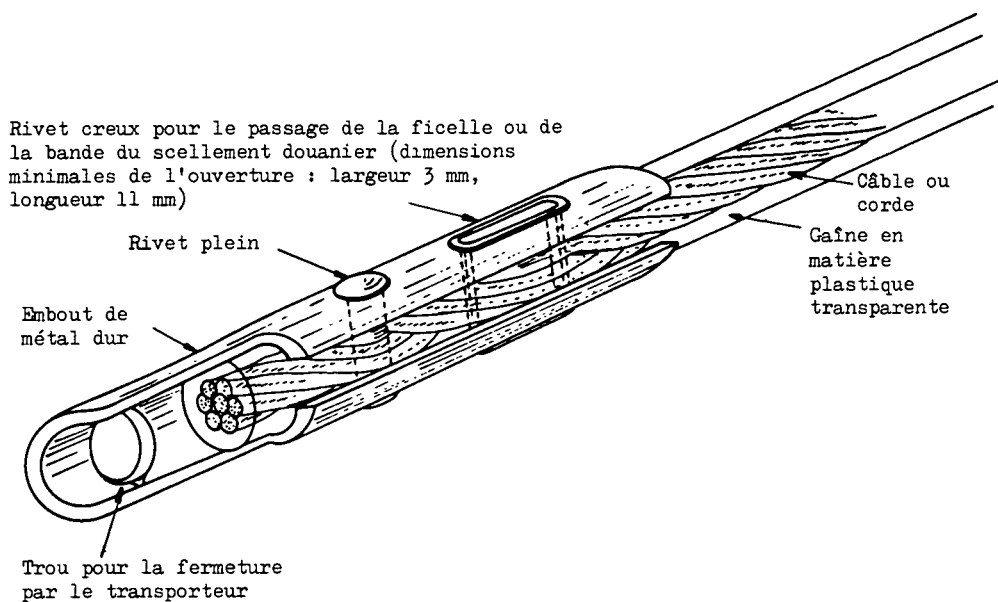 Rivet creux pour le passage de la ficelle ou de
la bande du scellement douanier (dimensions
minimales de l'ouverture : largeur 3 mm,
longueur 11 mm)
Rivet plein
Embout de
métal dur
Câble ou
corde
Gaîne en
matière
plastique
transparente
Trou pour la fermeture
par le transporteur